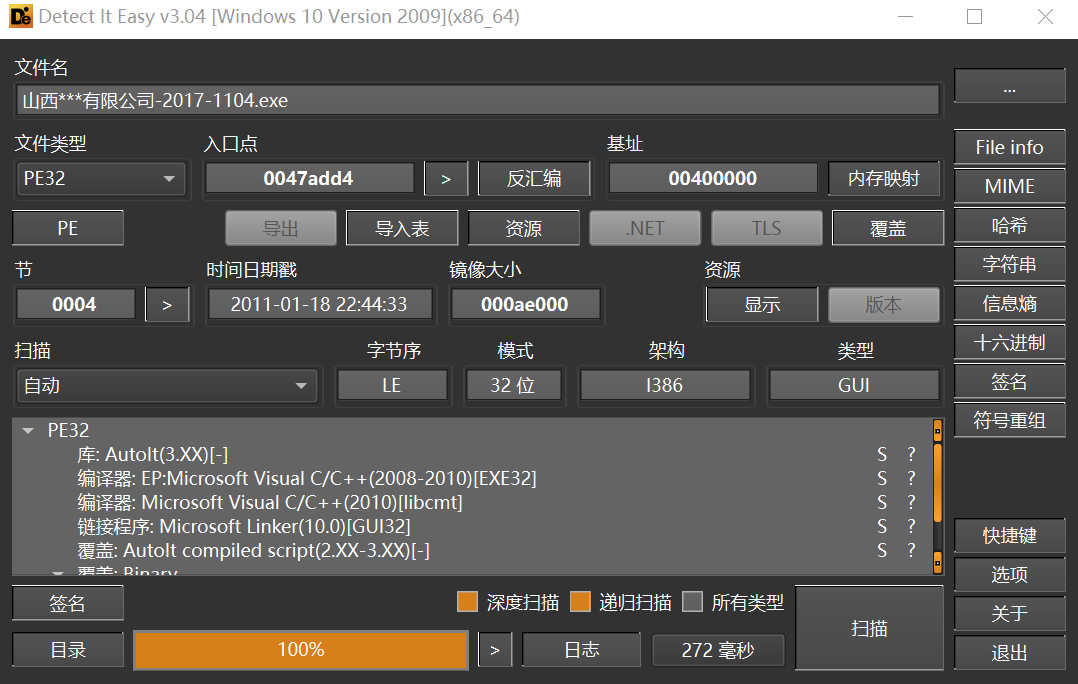 Detect It Easy v3.04 [Windows 10 Version 2009](x86_64)
文件名
山西***有限公司-2017-1104.exe
...
文件类型 入口点 基址
PE32 0047add4 > 反汇编 00400000 内存映射
File info
MIME
PE 导出 导入表 资源 .NET TLS 覆盖
哈希
节 时间日期戳 镜像大小 资源
字符串
0004 > 2011-01-18 22:44:33 000ae000 显示 版本
信息熵
扫描 字节序 模式 架构 类型
十六进制
自动 LE 32 位 I386 GUI
签名
符号重组
PE32
库: AutoIt(3.XX)[-] S ?
编译器: EP:Microsoft Visual C/C++(2008-2010)[EXE32] S ?
编译器: Microsoft Visual C/C++(2010)[libcmt] S ?
链接程序: Microsoft Linker(10.0)[GUI32] S ?
覆盖: AutoIt compiled script(2.XX-3.XX)[-] S ?
覆盖: Binary
快捷键
选项
签名 深度扫描 递归扫描 所有类型 扫描
关于
目录 100% > 日志 272 毫秒
退出